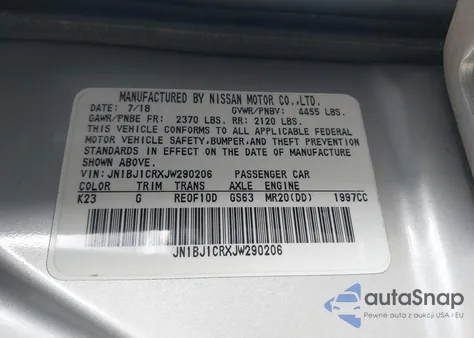 MANUFACTURED BY NISSAN MOTOR CO.,LTD.
DATE: 7/18 GVWR/PNBV: 4455 LBS.
GAWR/PNBE FR: 2370 LBS. RR: 2120 LBS.
THIS VEHICLE CONFORMS TO ALL APPLICABLE FEDERAL
MOTOR VEHICLE SAFETY,BUMPER,AND THEFT PREVENTION
STANDARDS IN EFFECT ON THE DATE OF MANUFACTURE
SHOWN ABOVE.
VIN: JN1BJ1CRXJW290206 PASSENGER CAR
COLOR TRIM TRANS AXLE ENGINE
K23 G RE0F10D GS63 MR20(DD) 1997CC
JN1BJ1CRXJW290206
autoSnap
Pewne auta z aukcji USA i EU